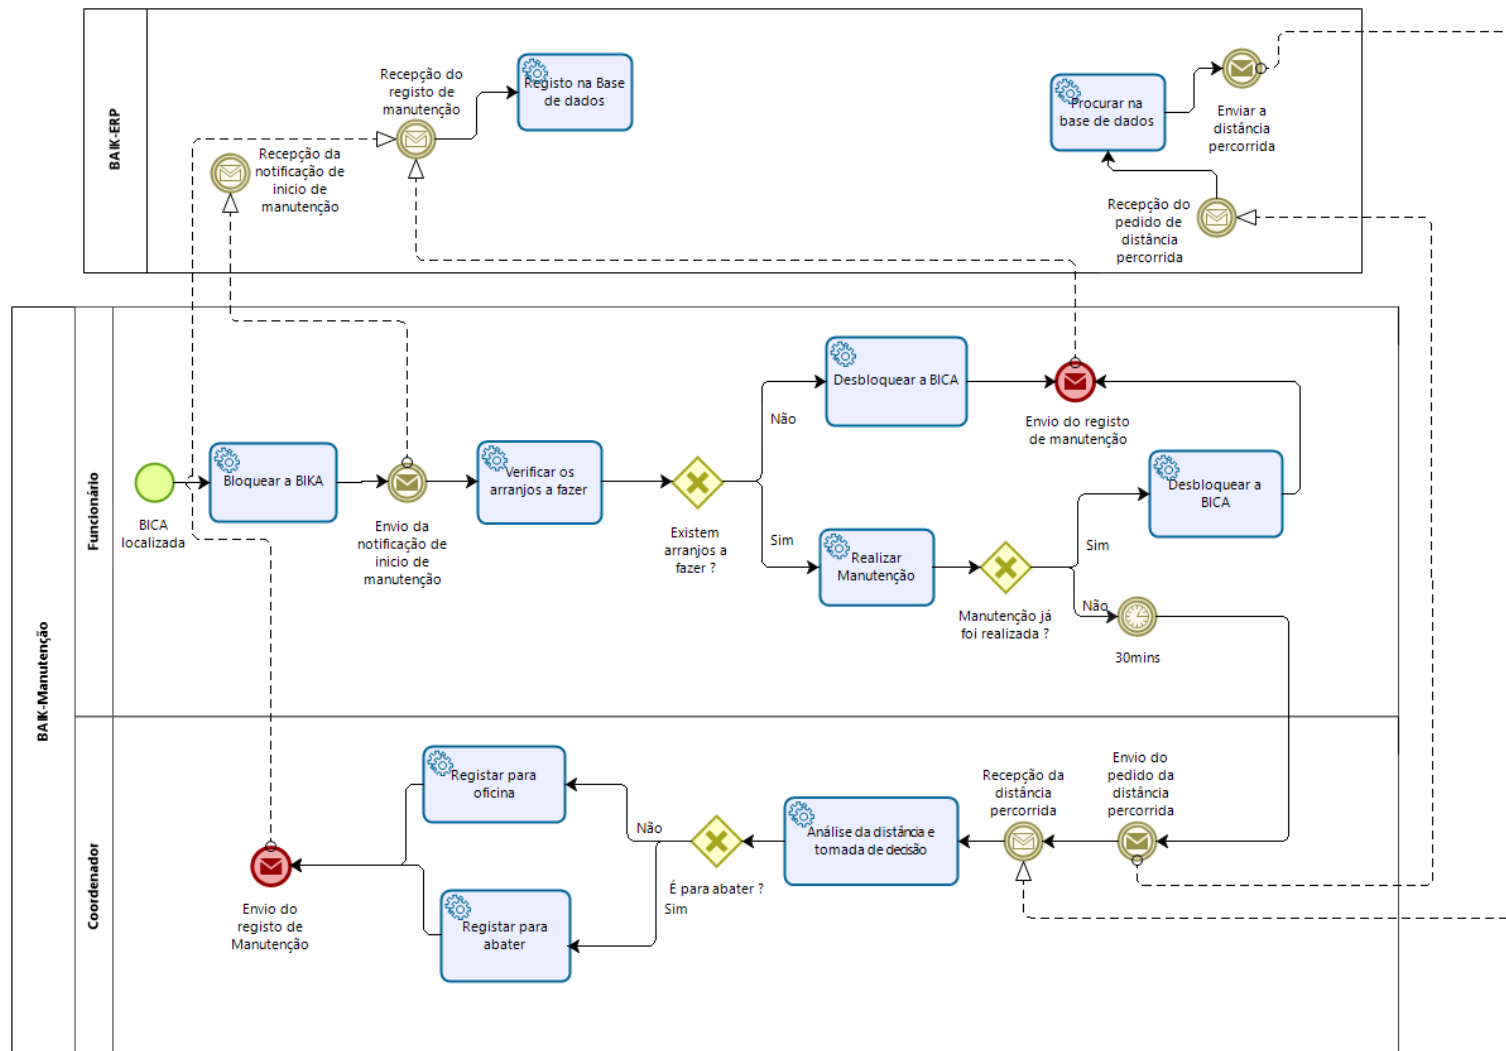 BAIK-ERP
Recepção do
registo de
manutenção
Registo na Base
de dados
Recepção da
notificação de
inicio de
manutenção
Procurar na
base de dados
Enviar a
distância
percorrida
Recepção do
pedido de
distância
percorrida
BAIK-Manutenção
Funcionário
BICA
localizada
Bloquear a BIKA
Envio da
notificação de
inicio de
manutenção
Verificar os
arranjos a fazer
Existem
arranjos a
fazer ?
Não
Sim
Desbloquear a BICA
Envio do registo
de manutenção
Realizar
Manutenção
Manutenção já
foi realizada ?
Sim
Não
Desbloquear a
BICA
30mins
Coordenador
Envio do
pedido da
distância
percorrida
Recepção da
distância
percorrida
Análise da distância e
tomada de decisão
É para abater ?
Não
Sim
Registar para
oficina
Registar para
abater
Envio do
registo de
Manutenção